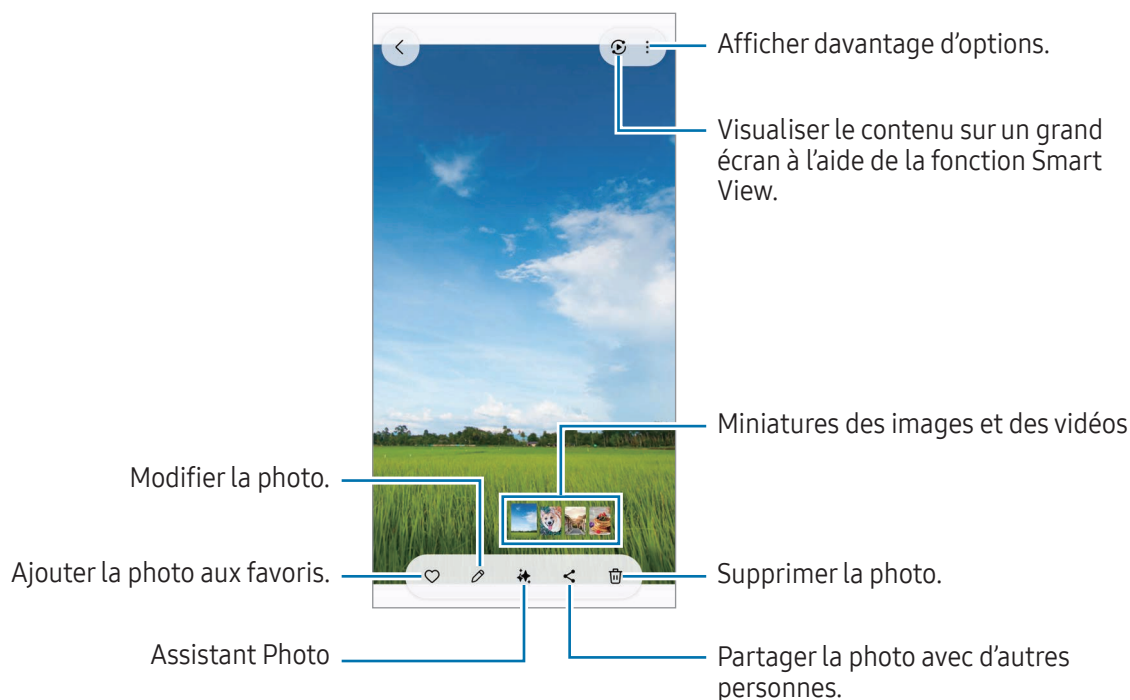 Afficher davantage d'options.
Visualiser le contenu sur un grand
écran à l'aide de la fonction Smart
View.
Miniatures des images et des vidéos
Modifier la photo.
Ajouter la photo aux favoris.
Supprimer la photo.
Assistant Photo
Partager la photo avec d'autres
personnes.